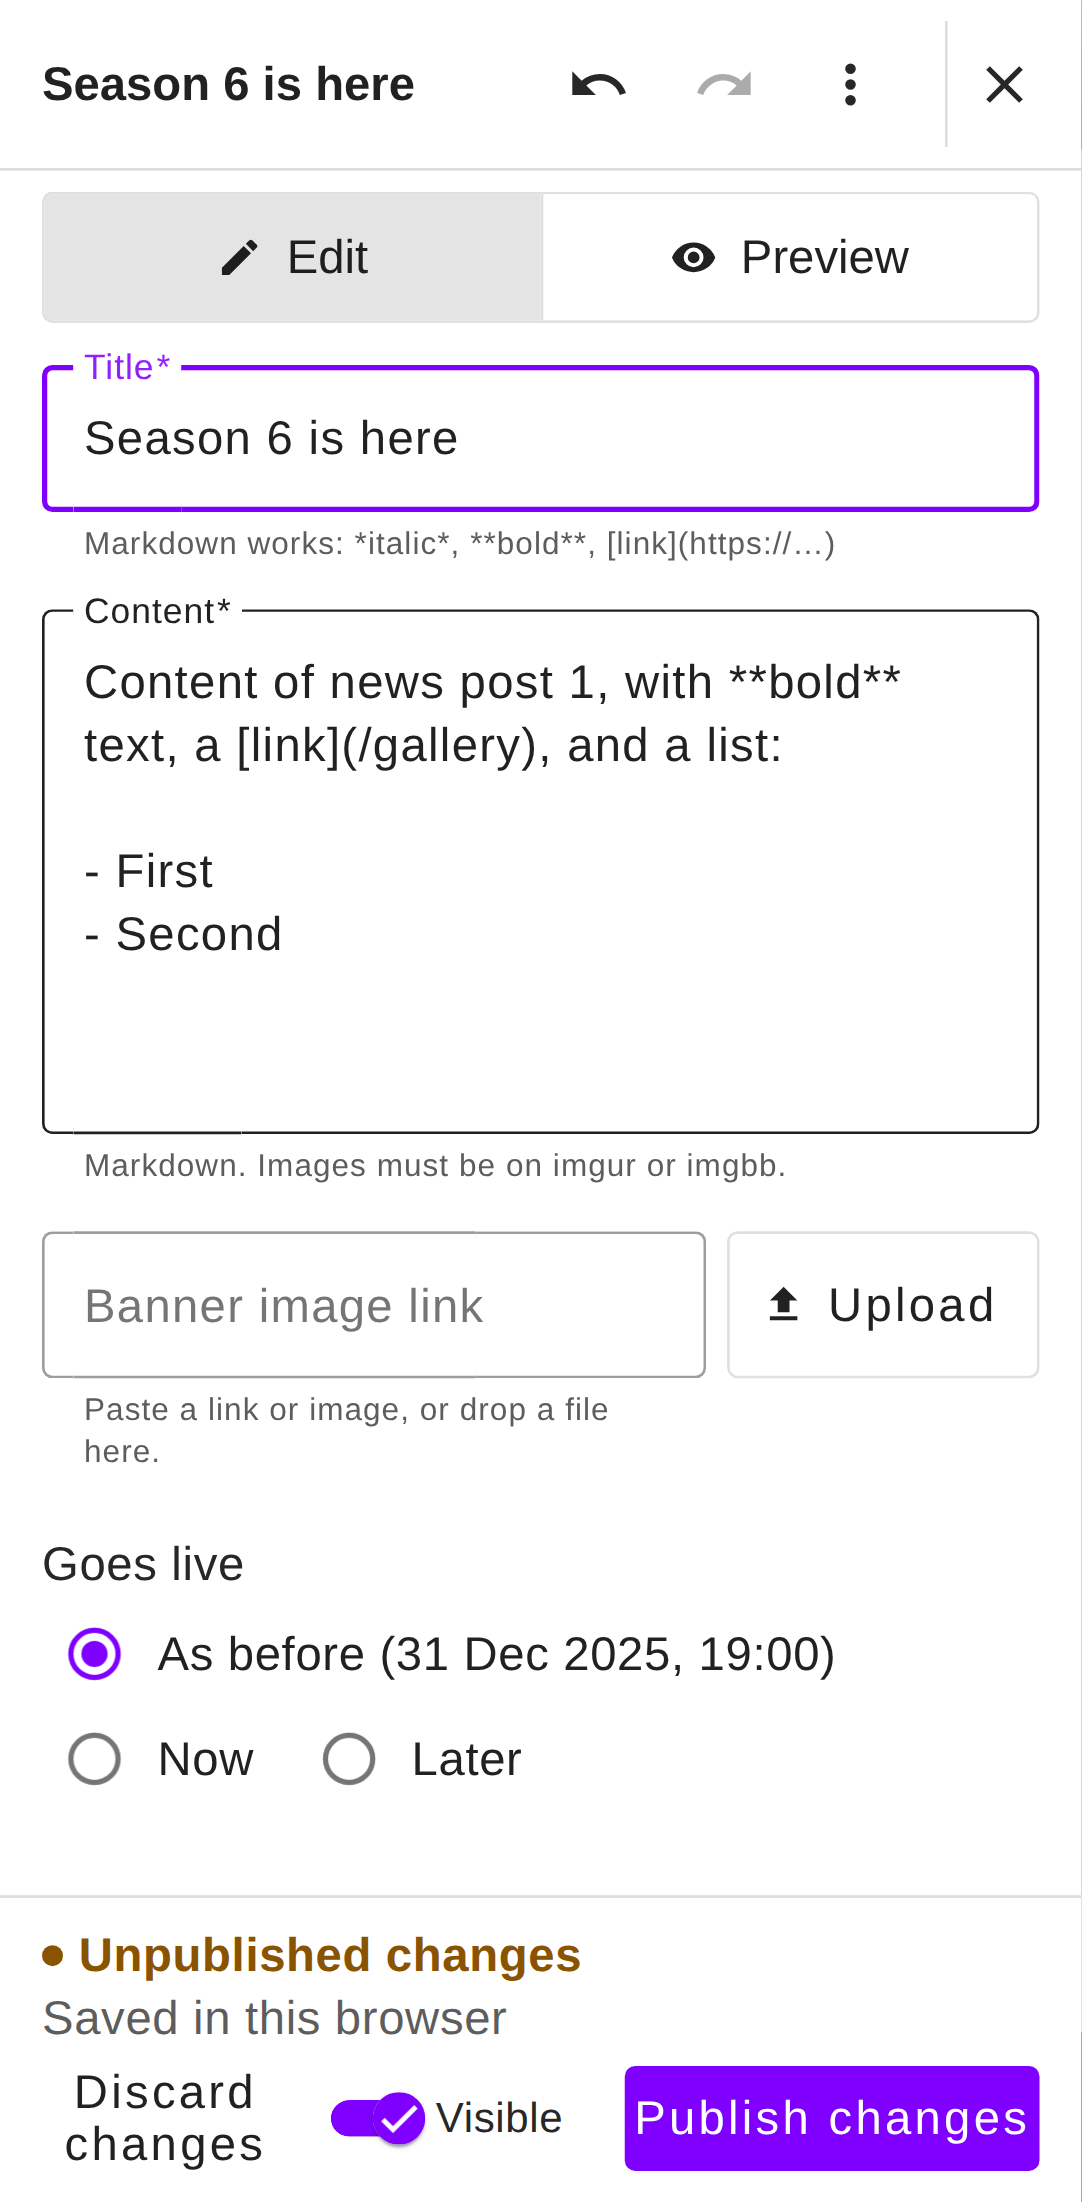 Season 6 is here
Edit
Preview
Title*
Season 6 is here
Markdown works: *italic*, **bold**, [link](https://…)
Content*
Content of news post 1, with **bold**
text, a [link](/gallery), and a list:
- First
- Second
Markdown. Images must be on imgur or imgbb.
Banner image link
Upload
Paste a link or image, or drop a file
here.
Goes live
As before (31 Dec 2025, 19:00)
Now
Later
Unpublished changes
Saved in this browser
Discard
changes
Visible
Publish changes